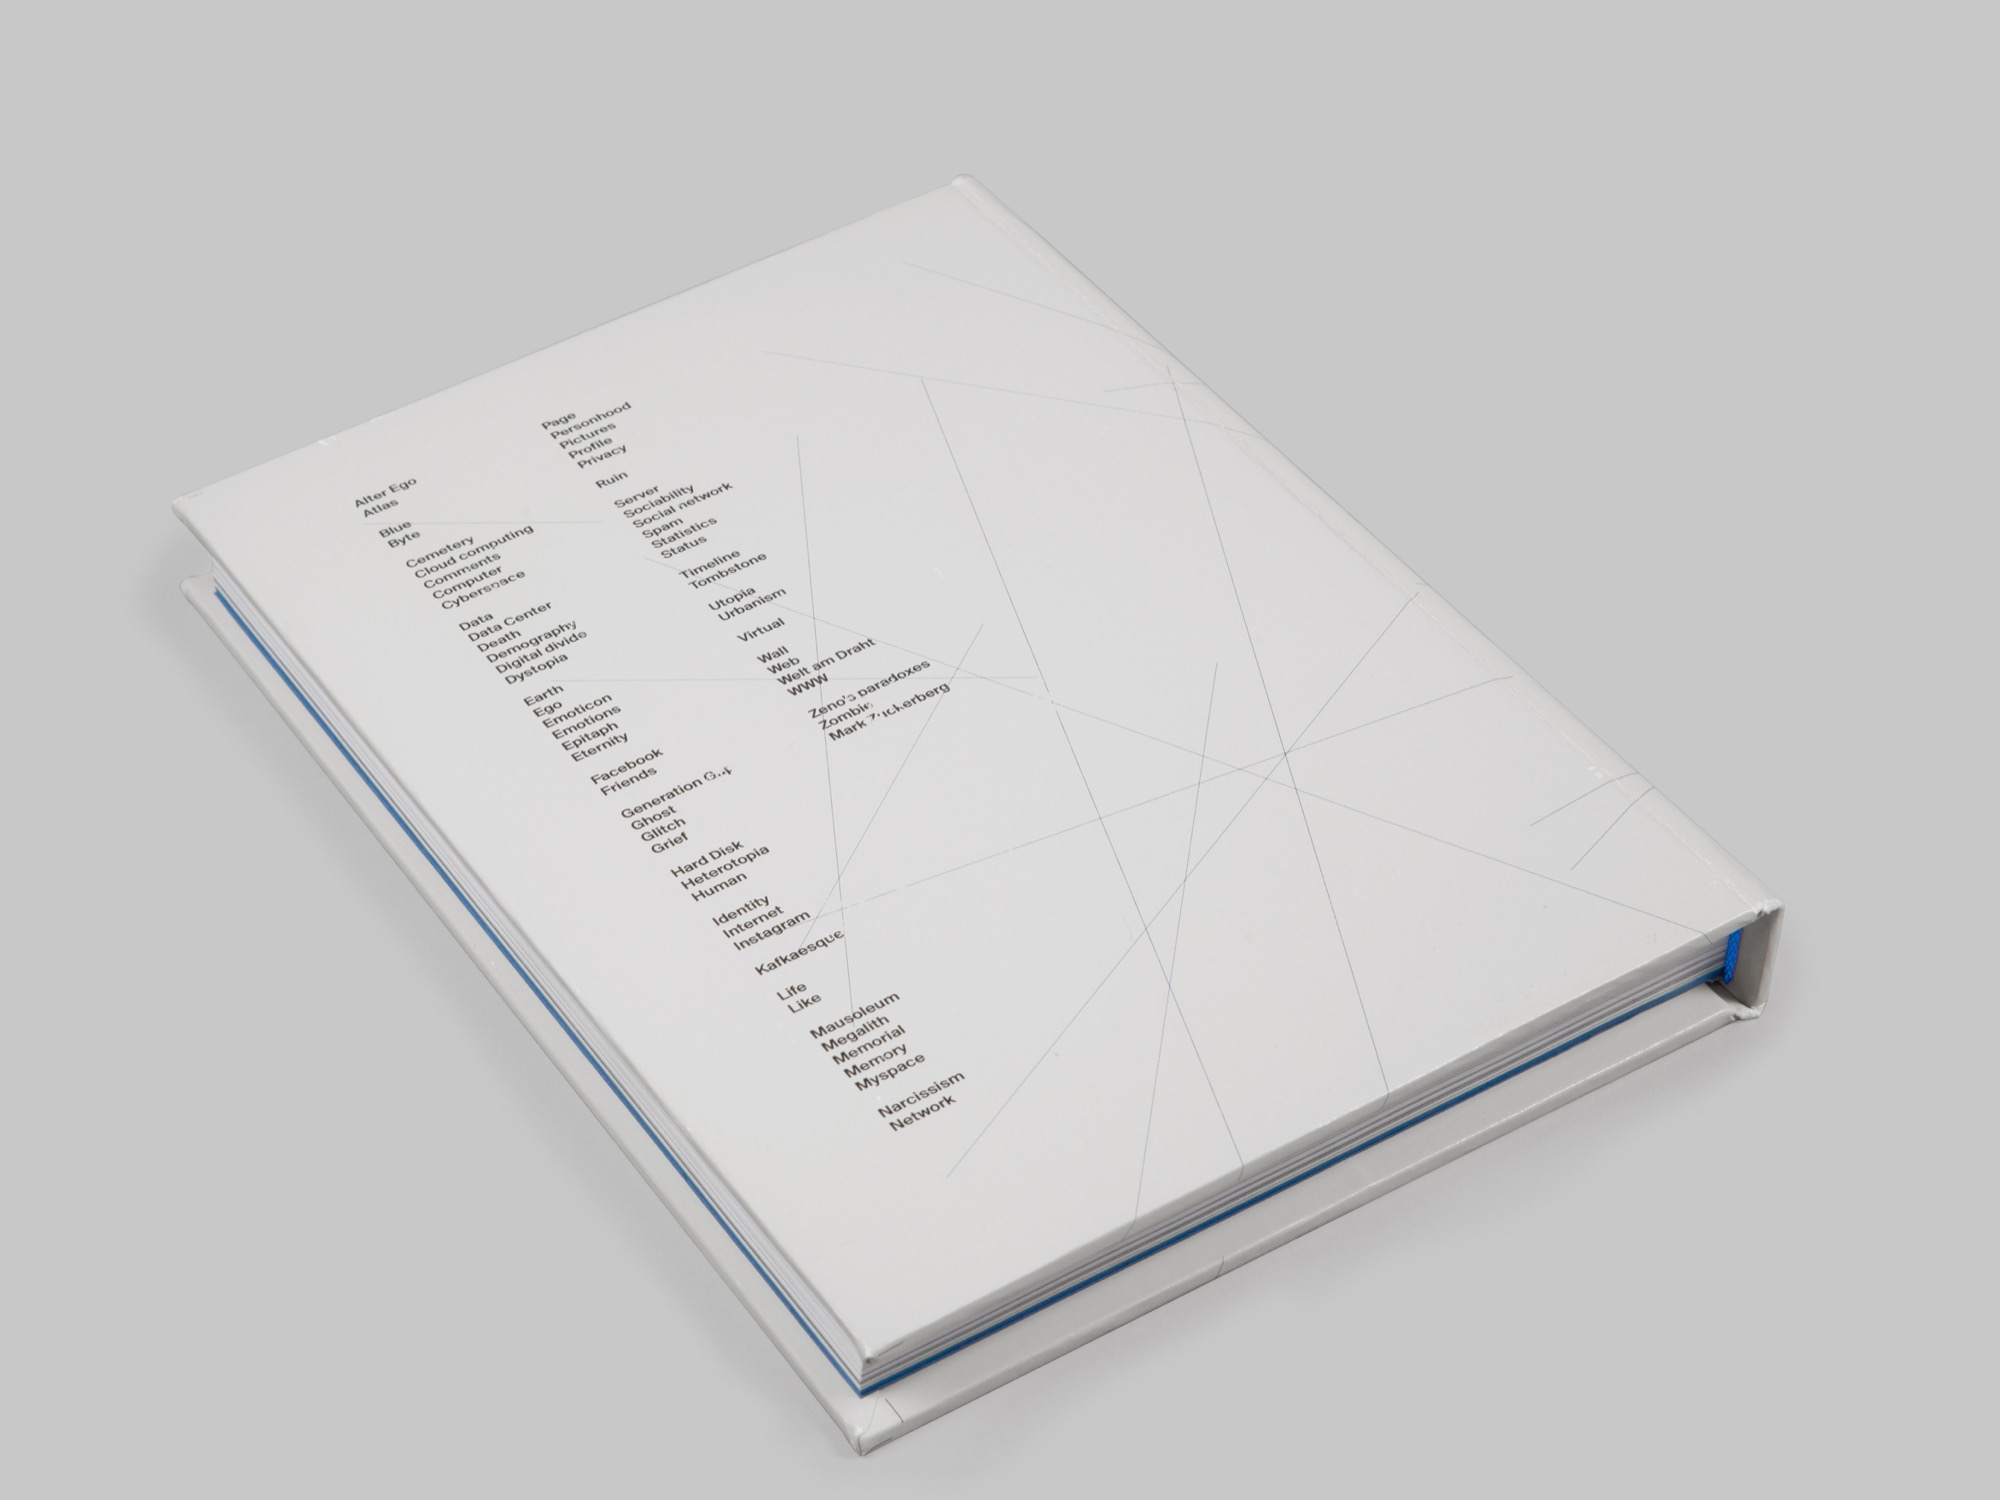 Alter Ego
Atlas
Blue
Byte
Cemetery
Cloud computing
Comments
Computer
Cyberspace
Data
Data Center
Death
Demography
Digital divide
Dystopia
Earth
Ego
Emoticon
Emotions
Epitaph
Eternity
Facebook
Friends
Generation
Ghost
Glitch
Grief
Hard Disk
Heterotopia
Human
Identity
Internet
Instagram
Kafkaesque
Life
Like
Mausoleum
Megalith
Memorial
Memory
Myspace
Narcissism
Network
Page
Personhood
Pictures
Profile
Privacy
Ruin
Server
Sociability
Social network
Spam
Statistics
Status
Timeline
Tombstone
Utopia
Urbanism
Virtual
Wall
Web
Welt am Draht
WWW
Zeno's paradoxes
Zombie
Mark Zuckerberg